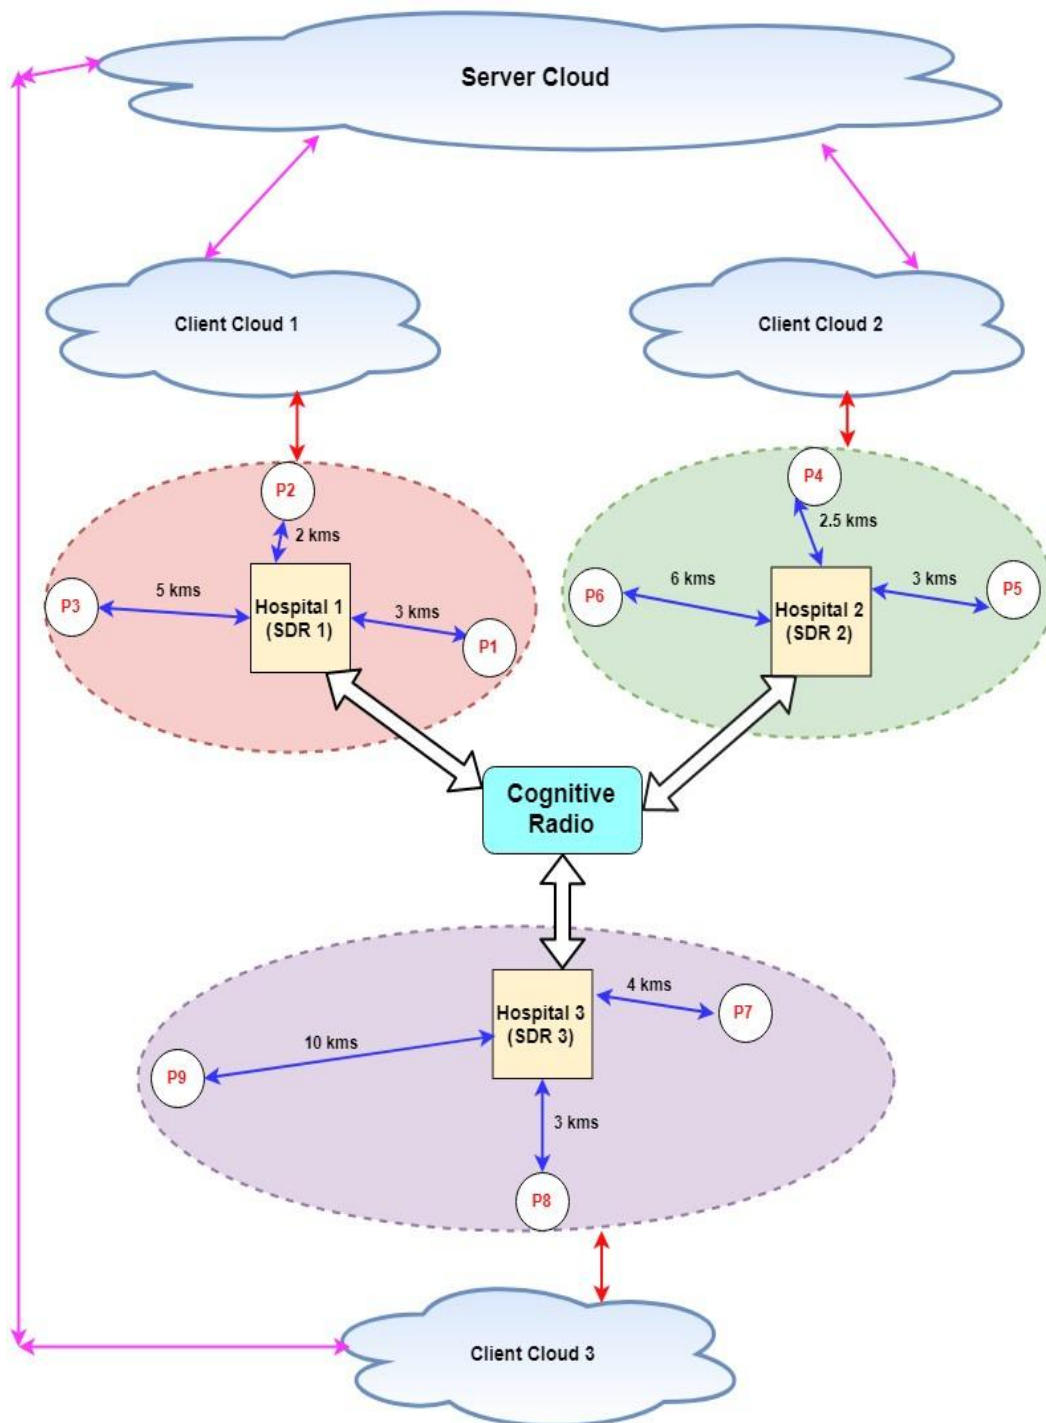 Server Cloud
Client Cloud 1
Client Cloud 2
P2
2 kms
P3
5 kms
Hospital 1
(SDR 1)
3 kms
P1
P4
2.5 kms
P6
6 kms
Hospital 2
(SDR 2)
3 kms
P5
Cognitive
Radio
Hospital 3
(SDR 3)
4 kms
P7
10 kms
P9
3 kms
P8
Client Cloud 3